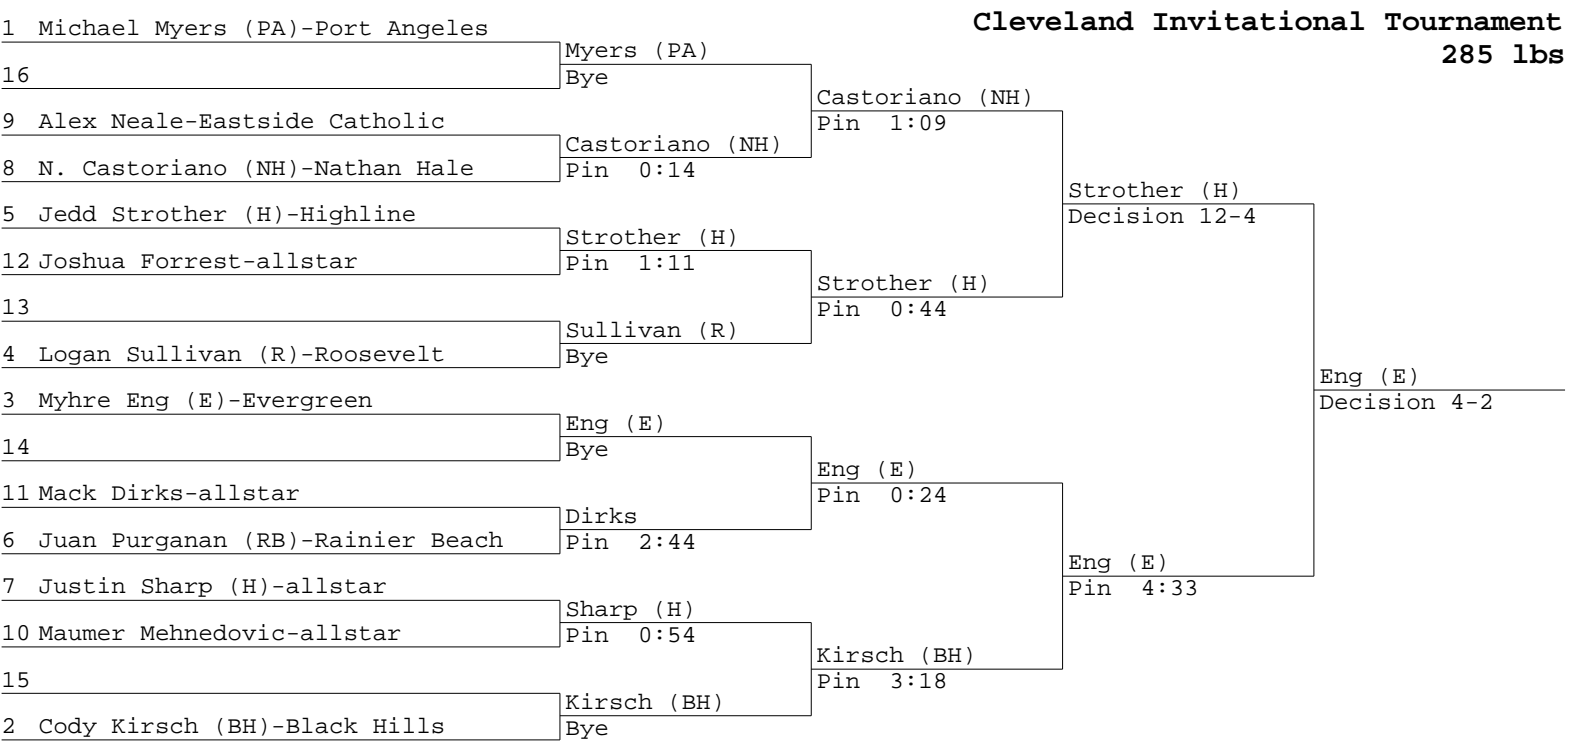 Cleveland Invitational Tournament
285 lbs
1 Michael Myers (PA)-Port Angeles
Myers (PA)
16
Bye
Castoriano (NH)
9 Alex Neale-Eastside Catholic
Pin 1:09
Castoriano (NH)
8 N. Castoriano (NH)-Nathan Hale
Pin 0:14
Strother (H)
5 Jedd Strother (H)-Highline
Decision 12-4
Strother (H)
12 Joshua Forrest-allstar
Pin 1:11
Strother (H)
13
Pin 0:44
Sullivan (R)
4 Logan Sullivan (R)-Roosevelt
Bye
Eng (E)
3 Myhre Eng (E)-Evergreen
Decision 4-2
Eng (E)
14
Bye
Eng (E)
11 Mack Dirks-allstar
Pin 0:24
Dirks
6 Juan Purganan (RB)-Rainier Beach
Pin 2:44
Eng (E)
7 Justin Sharp (H)-allstar
Pin 4:33
Sharp (H)
10 Maumer Mehnedovic-allstar
Pin 0:54
Kirsch (BH)
15
Pin 3:18
Kirsch (BH)
2 Cody Kirsch (BH)-Black Hills
Bye